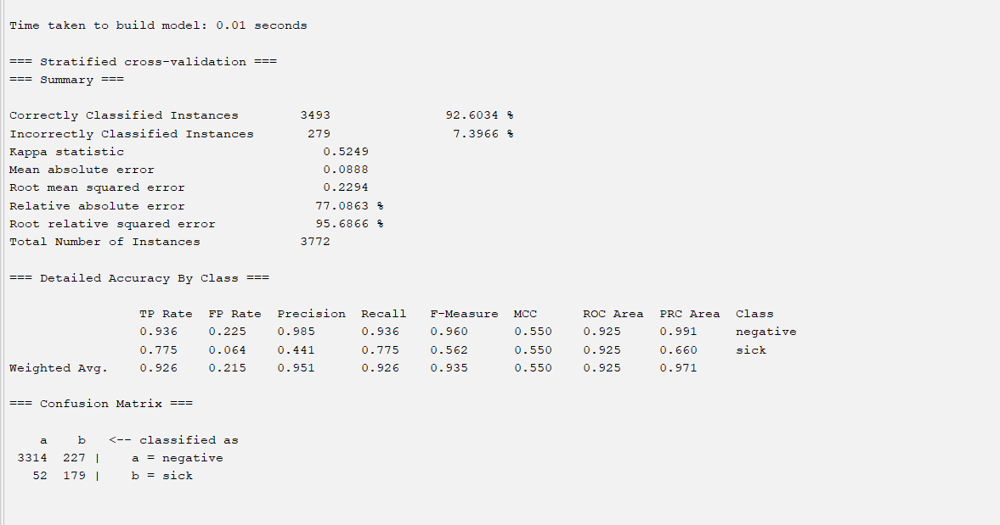 Time taken to build model: 0.01 seconds
=== Stratified cross-validation ===
=== Summary ===
Correctly Classified Instances        3493               92.6034 %
Incorrectly Classified Instances       279                7.3966 %
Kappa statistic                          0.5249
Mean absolute error                      0.0888
Root mean squared error                  0.2294
Relative absolute error                 77.0863 %
Root relative squared error             95.6866 %
Total Number of Instances             3772
=== Detailed Accuracy By Class ===
                 TP Rate  FP Rate  Precision  Recall   F-Measure  MCC      ROC Area  PRC Area  Class
                 0.936    0.225    0.985      0.936    0.960      0.550    0.925     0.991     negative
                 0.775    0.064    0.441      0.775    0.562      0.550    0.925     0.660     sick
Weighted Avg.    0.926    0.215    0.951      0.926    0.935      0.550    0.925     0.971
=== Confusion Matrix ===
    a    b   <-- classified as
 3314  227 |    a = negative
   52  179 |    b = sick